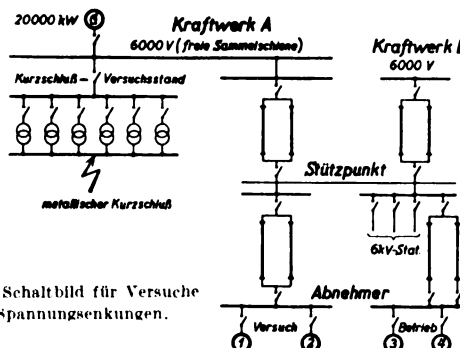 20000 kW G
Kraftwerk A
6000 V (freie Sammelschiene)
Kraftwerk
6000 V
Kurzschluß - Versuchsstand
Stützpunkt
metallischer Kurzschluß
6kV-Stat.
Schaltbild für Versuche
Spannungsenkungen.
Abnehmer
Versuch
Betrieb
1 2 3 4